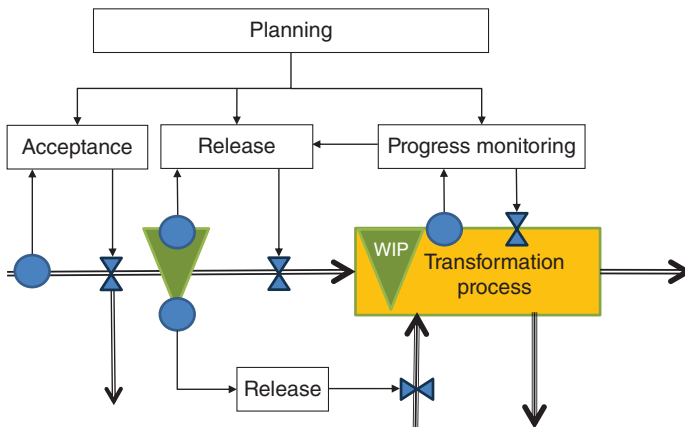 Planning
Acceptance
Release
Progress monitoring
WIP
Transformation
process
Release